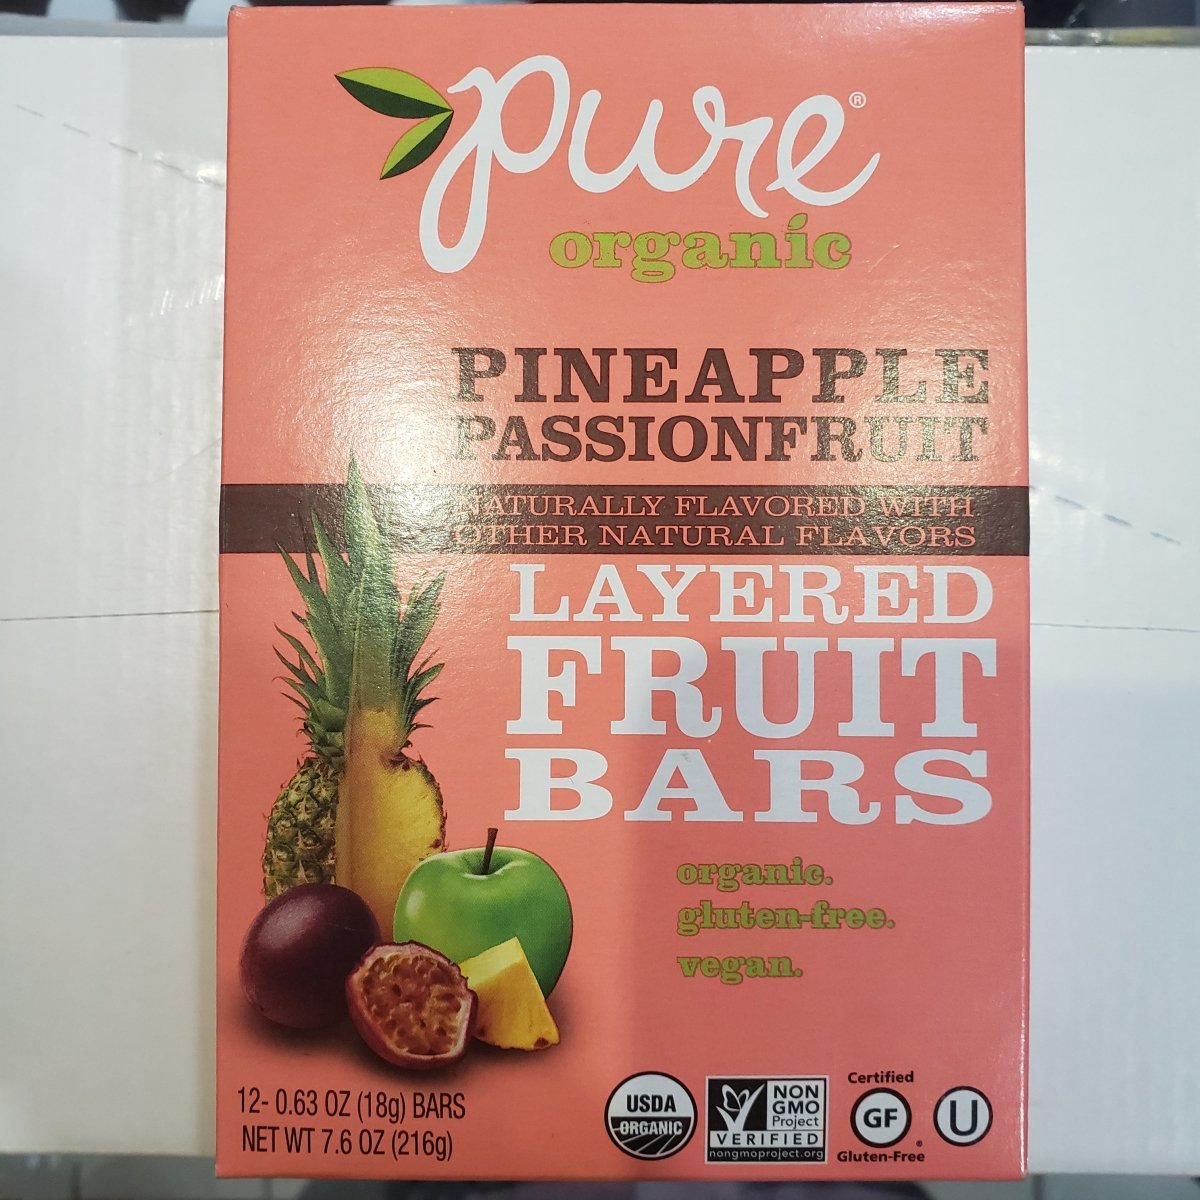 pure®
organic
PINEAPPLE
PASSIONFRUIT
NATURALLY FLAVORED WITH
OTHER NATURAL FLAVORS
LAYERED
FRUIT
BARS
organic.
gluten-free.
vegan.
12- 0.63 OZ (18g) BARS
NET WT 7.6 OZ (216g)
USDA
ORGANIC
NON
GMO
Project
VERIFIED
nongmoproject.org
Certified
GF
®
Gluten-Free
U